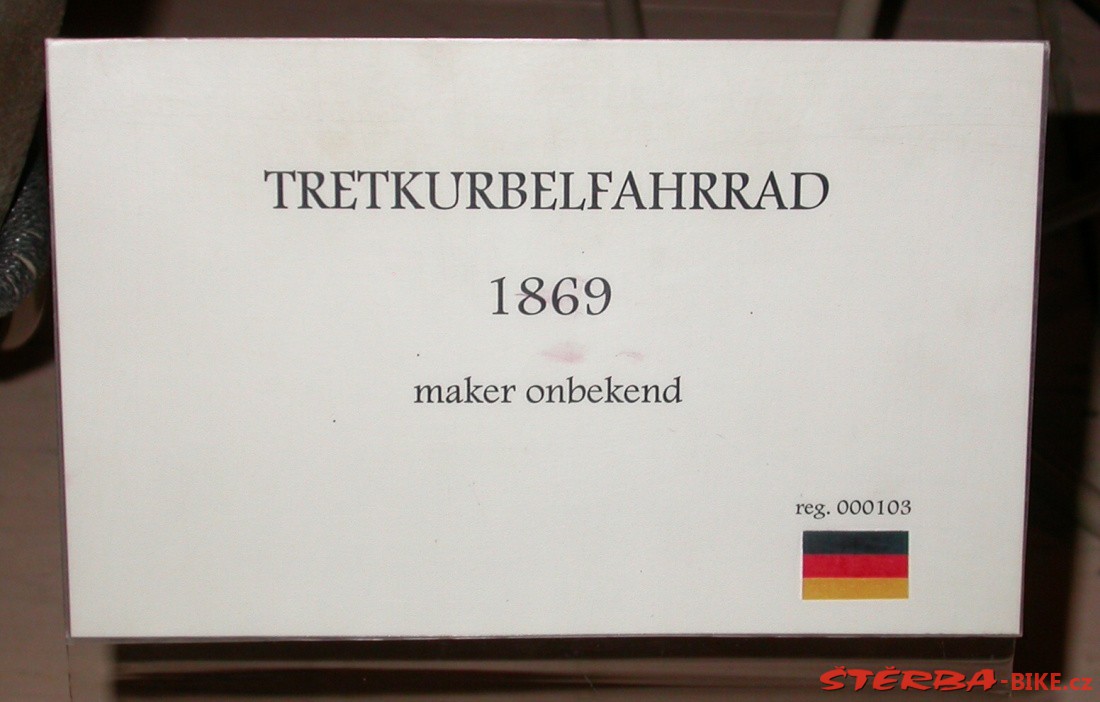 TRETKURBELFAHRRAD
1869
maker onbekend
reg. 000103
ŠTĚRBA-BIKE.cz